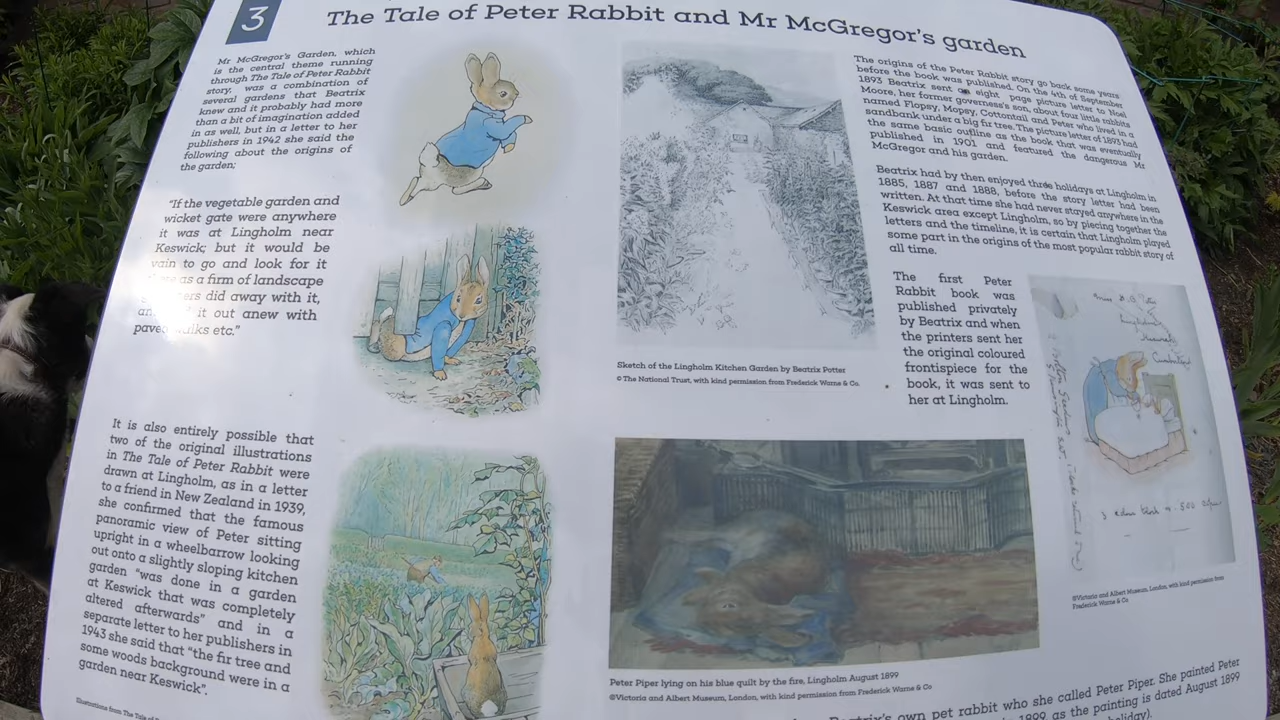 3
The Tale of Peter Rabbit and Mr McGregor's garden
Mr McGregor's Garden, which
is the central theme running
through The Tale of Peter Rabbit
story, was a combination of
several gardens that Beatrix
knew and it probably had more
than a bit of imagination added
in as well, but in a letter to her
publishers in 1942 she said the
following about the origins of
the garden;
"If the vegetable garden and
wicket gate were anywhere
it was at Lingholm near
Keswick; but it would be
vain to go and look for it
as a firm of landscape
did away with it,
it out anew with
etc."
It is also entirely possible that
two of the original illustrations
in The Tale of Peter Rabbit were
drawn at Lingholm, as in a letter
to a friend in New Zealand in 1939,
she confirmed that the famous
panoramic view of Peter sitting
upright in a wheelbarrow looking
out onto a slightly sloping kitchen
garden "was done in a garden
at Keswick that was completely
altered afterwards" and in a
separate letter to her publishers in
1943 she said that "the fir tree and
some woods background were in a
garden near Keswick".
Illustrations from The Tale of
Sketch of the Lingholm Kitchen Garden by Beatrix Potter
© The National Trust, with kind permission from Frederick Warne & Co.
The origins of the Peter Rabbit story go back some years
before the book was published. On the 4th of September
1893 Beatrix sent an eight page picture letter to Noel
Moore, her former governess's son, about four little rabbits
named Flopsy, Mopsy, Cottontail and Peter who lived in a
sandbank under a big fir tree. The picture letter of 1893 had
the same basic outline as the book that was eventually
published in 1901 and featured the dangerous Mr
McGregor and his garden.
Beatrix had by then enjoyed three holidays at Lingholm in
1885, 1887 and 1888, before the story letter had been
written. At that time she had never stayed anywhere in the
Keswick area except Lingholm, so by piecing together the
letters and the timeline, it is certain that Lingholm played
some part in the origins of the most popular rabbit story of
all time.
The first Peter
Rabbit book was
published privately
by Beatrix and when
the printers sent her
the original coloured
frontispiece for the
book, it was sent to
her at Lingholm.
©Victoria and Albert Museum, London, with kind permission from
Frederick Warne & Co
Peter Piper lying on his blue quilt by the fire, Lingholm August 1899
©Victoria and Albert Museum, London, with kind permission from Frederick Warne & Co
Beatrix's own pet rabbit who she called Peter Piper. She painted Peter
1899, as the painting is dated August 1899
holiday).